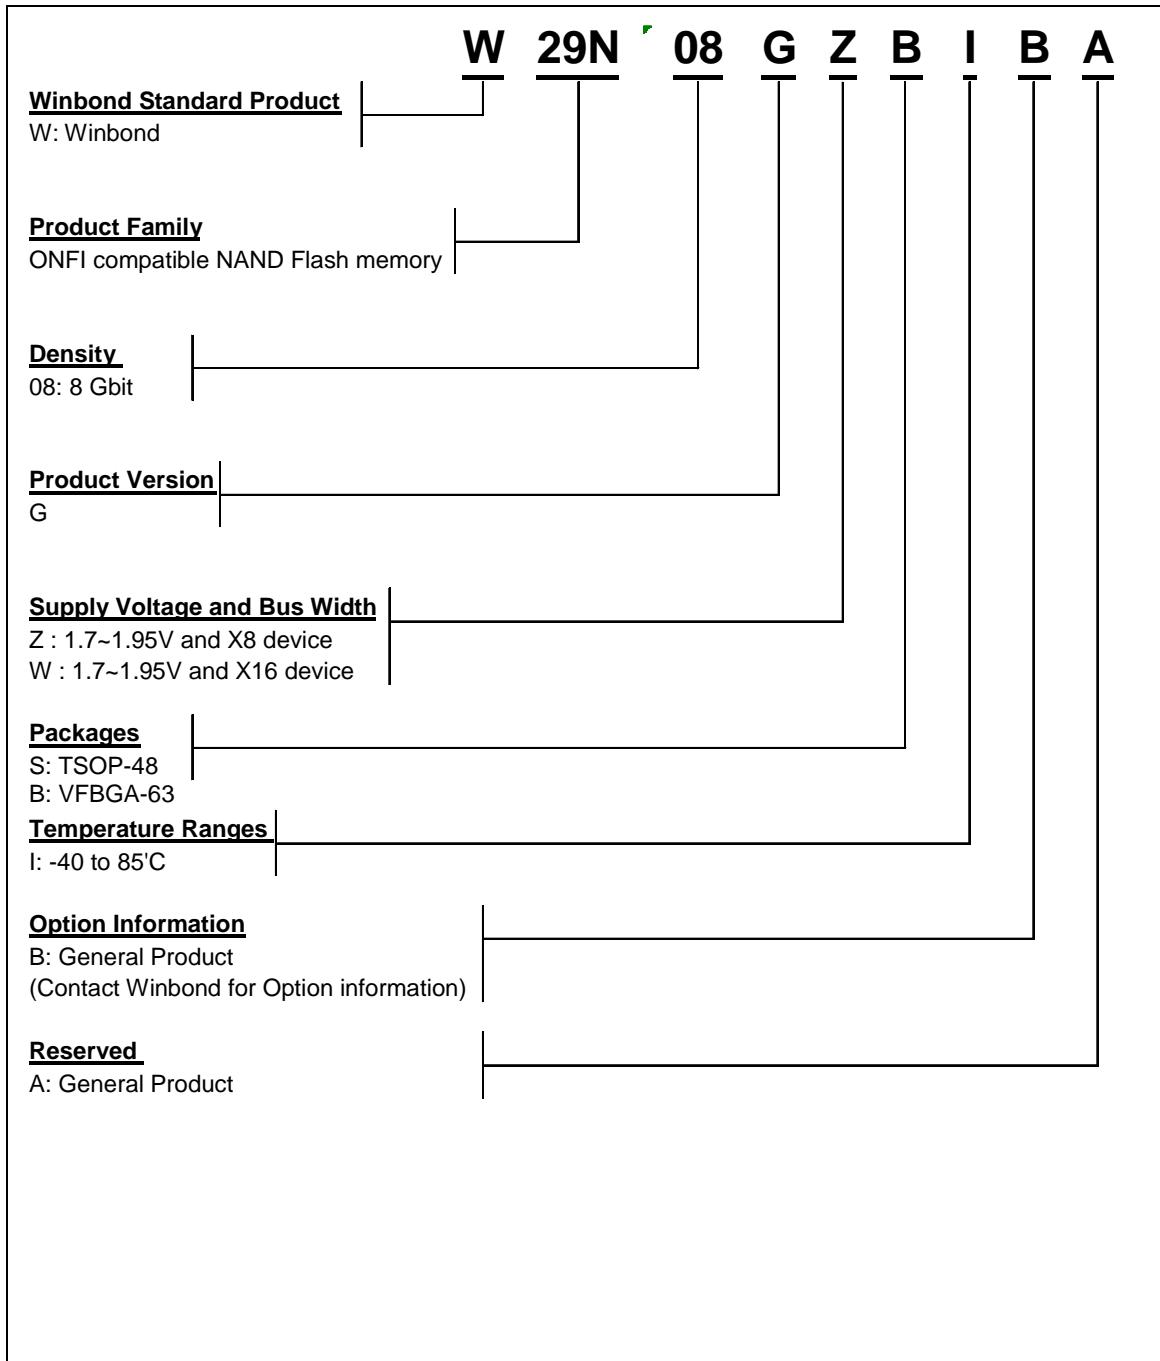 W 29N 08 G Z B I B A
Winbond Standard Product
W: Winbond
Product Family
ONFI compatible NAND Flash memory
Density
08: 8 Gbit
Product Version
G
Supply Voltage and Bus Width
Z : 1.7~1.95V and X8 device
W : 1.7~1.95V and X16 device
Packages
S: TSOP-48
B: VFBGA-63
Temperature Ranges
I: -40 to 85'C
Option Information
B: General Product
(Contact Winbond for Option information)
Reserved
A: General Product